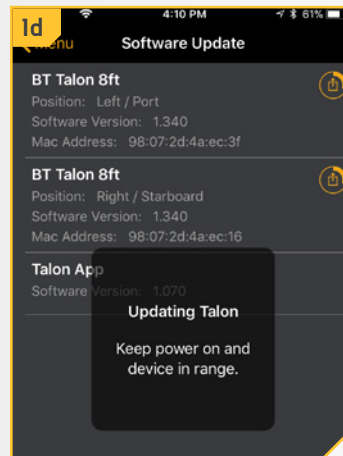 1d
4:10 PM
61%
Menu
Software Update
BT Talon 8ft
Position: Left / Port
Software Version: 1.340
Mac Address: 98:07:2d:4a:ec:3f
BT Talon 8ft
Position: Right / Starboard
Software Version: 1.340
Mac Address: 98:07:2d:4a:ec:16
Talon App
Software Version: 1.070
Updating Talon
Keep power on and
device in range.